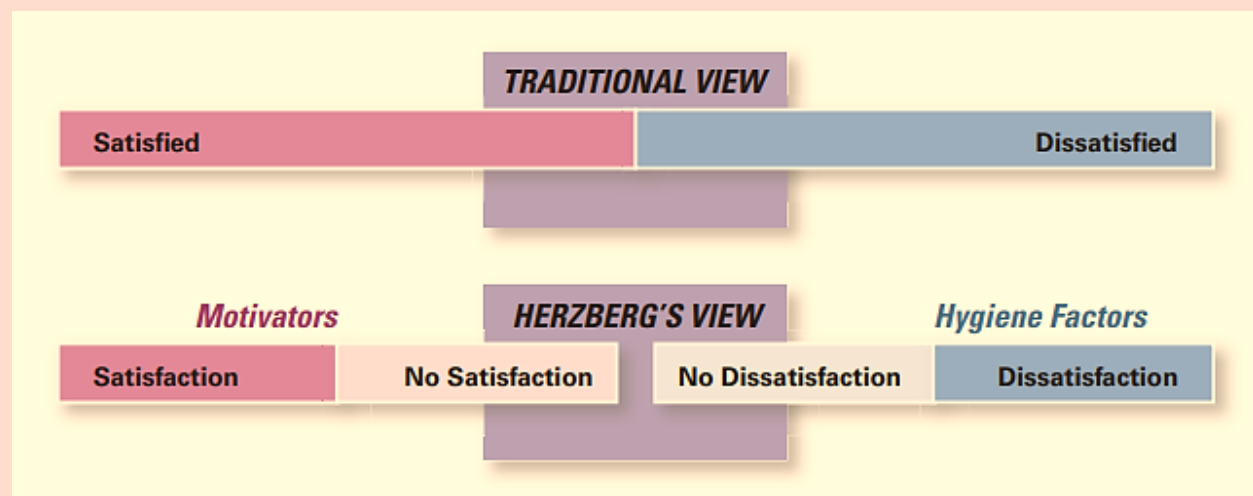 TRADITIONAL VIEW
Satisfied Dissatisfied
Motivators HERZBERG'S VIEW Hygiene Factors
Satisfaction No Satisfaction No Dissatisfaction Dissatisfaction